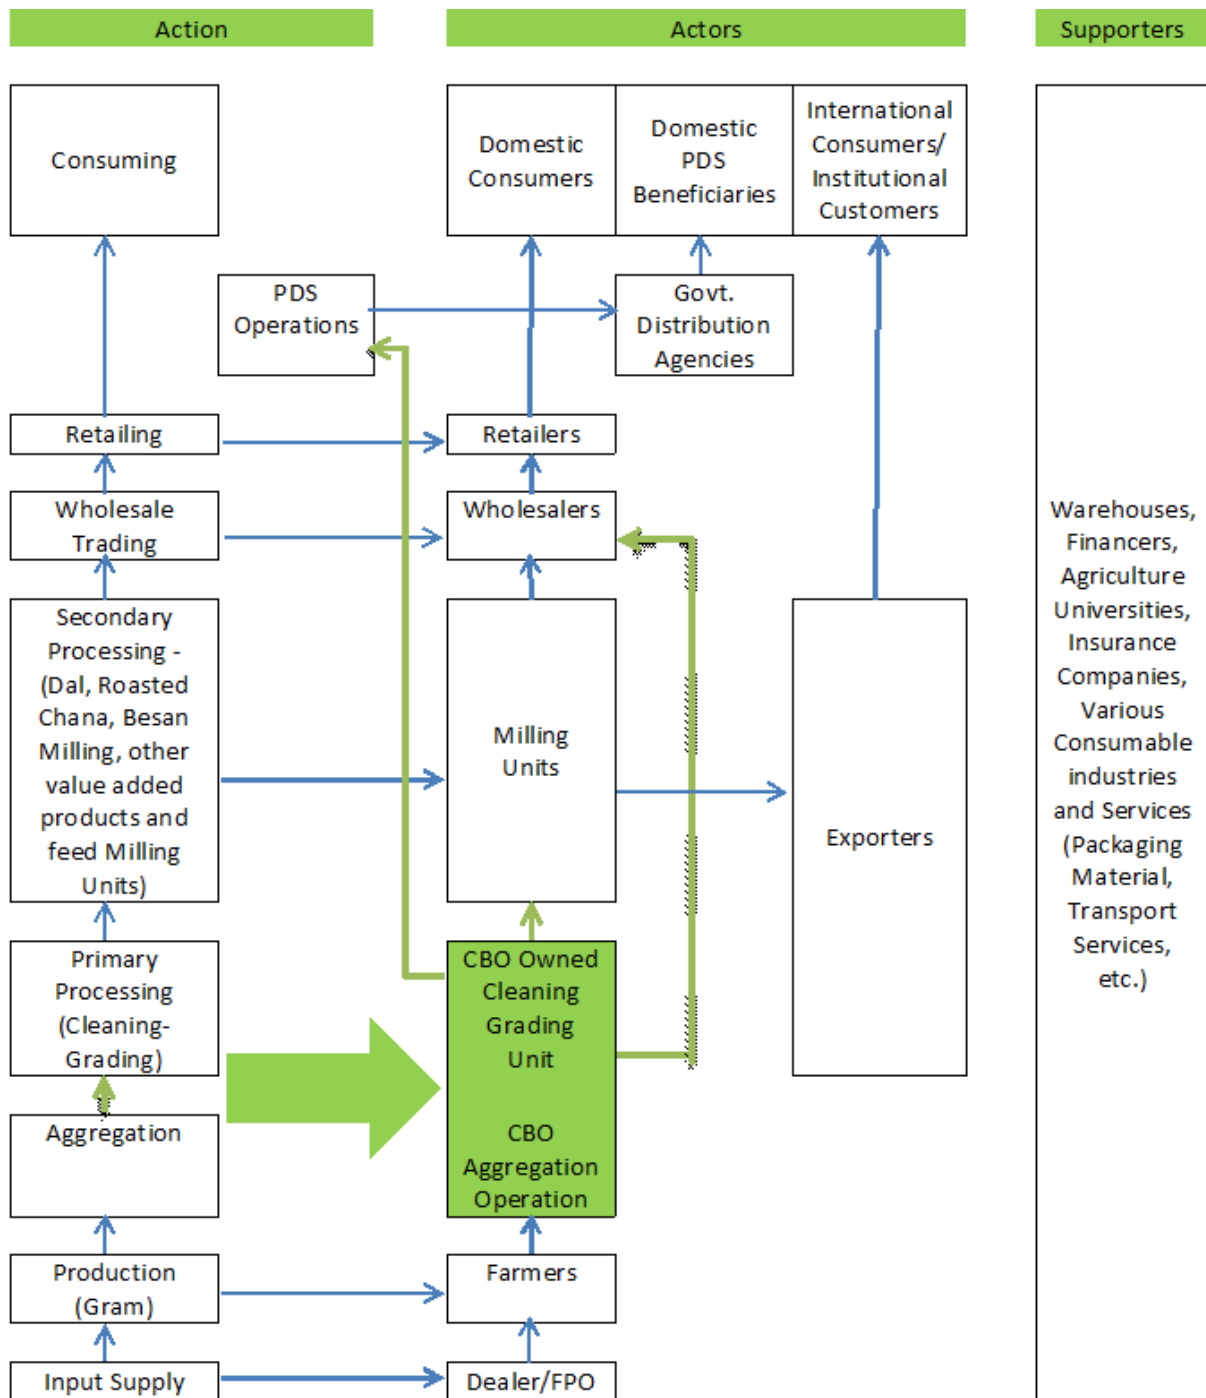 Action
Actors
Supporters
Consuming
Domestic
Consumers
Domestic
PDS
Beneficiaries
International
Consumers/
Institutional
Customers
PDS
Operations
Govt.
Distribution
Agencies
Retailing
Retailers
Wholesale
Trading
Wholesalers
Secondary
Processing -
(Dal, Roasted
Chana, Besan
Milling, other
value added
products and
feed Milling
Units)
Milling
Units
Exporters
Primary
Processing
(Cleaning-
Grading)
CBO Owned
Cleaning
Grading
Unit
CBO
Aggregation
Operation
Aggregation
Production
(Gram)
Farmers
Input Supply
Dealer/FPO
Warehouses,
Financers,
Agriculture
Universities,
Insurance
Companies,
Various
Consumable
industries
and Services
(Packaging
Material,
Transport
Services,
etc.)